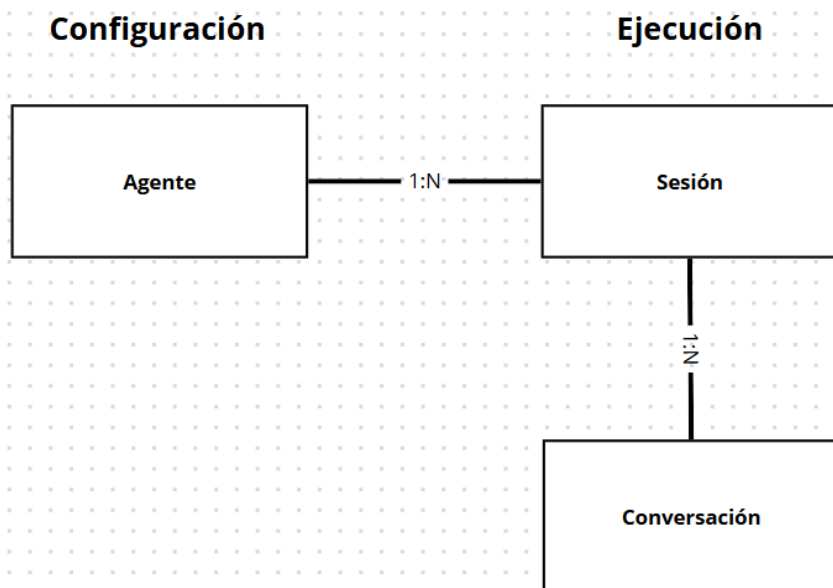 Configuración
Ejecución
Agente
1:N
Sesión
1:N
Conversación